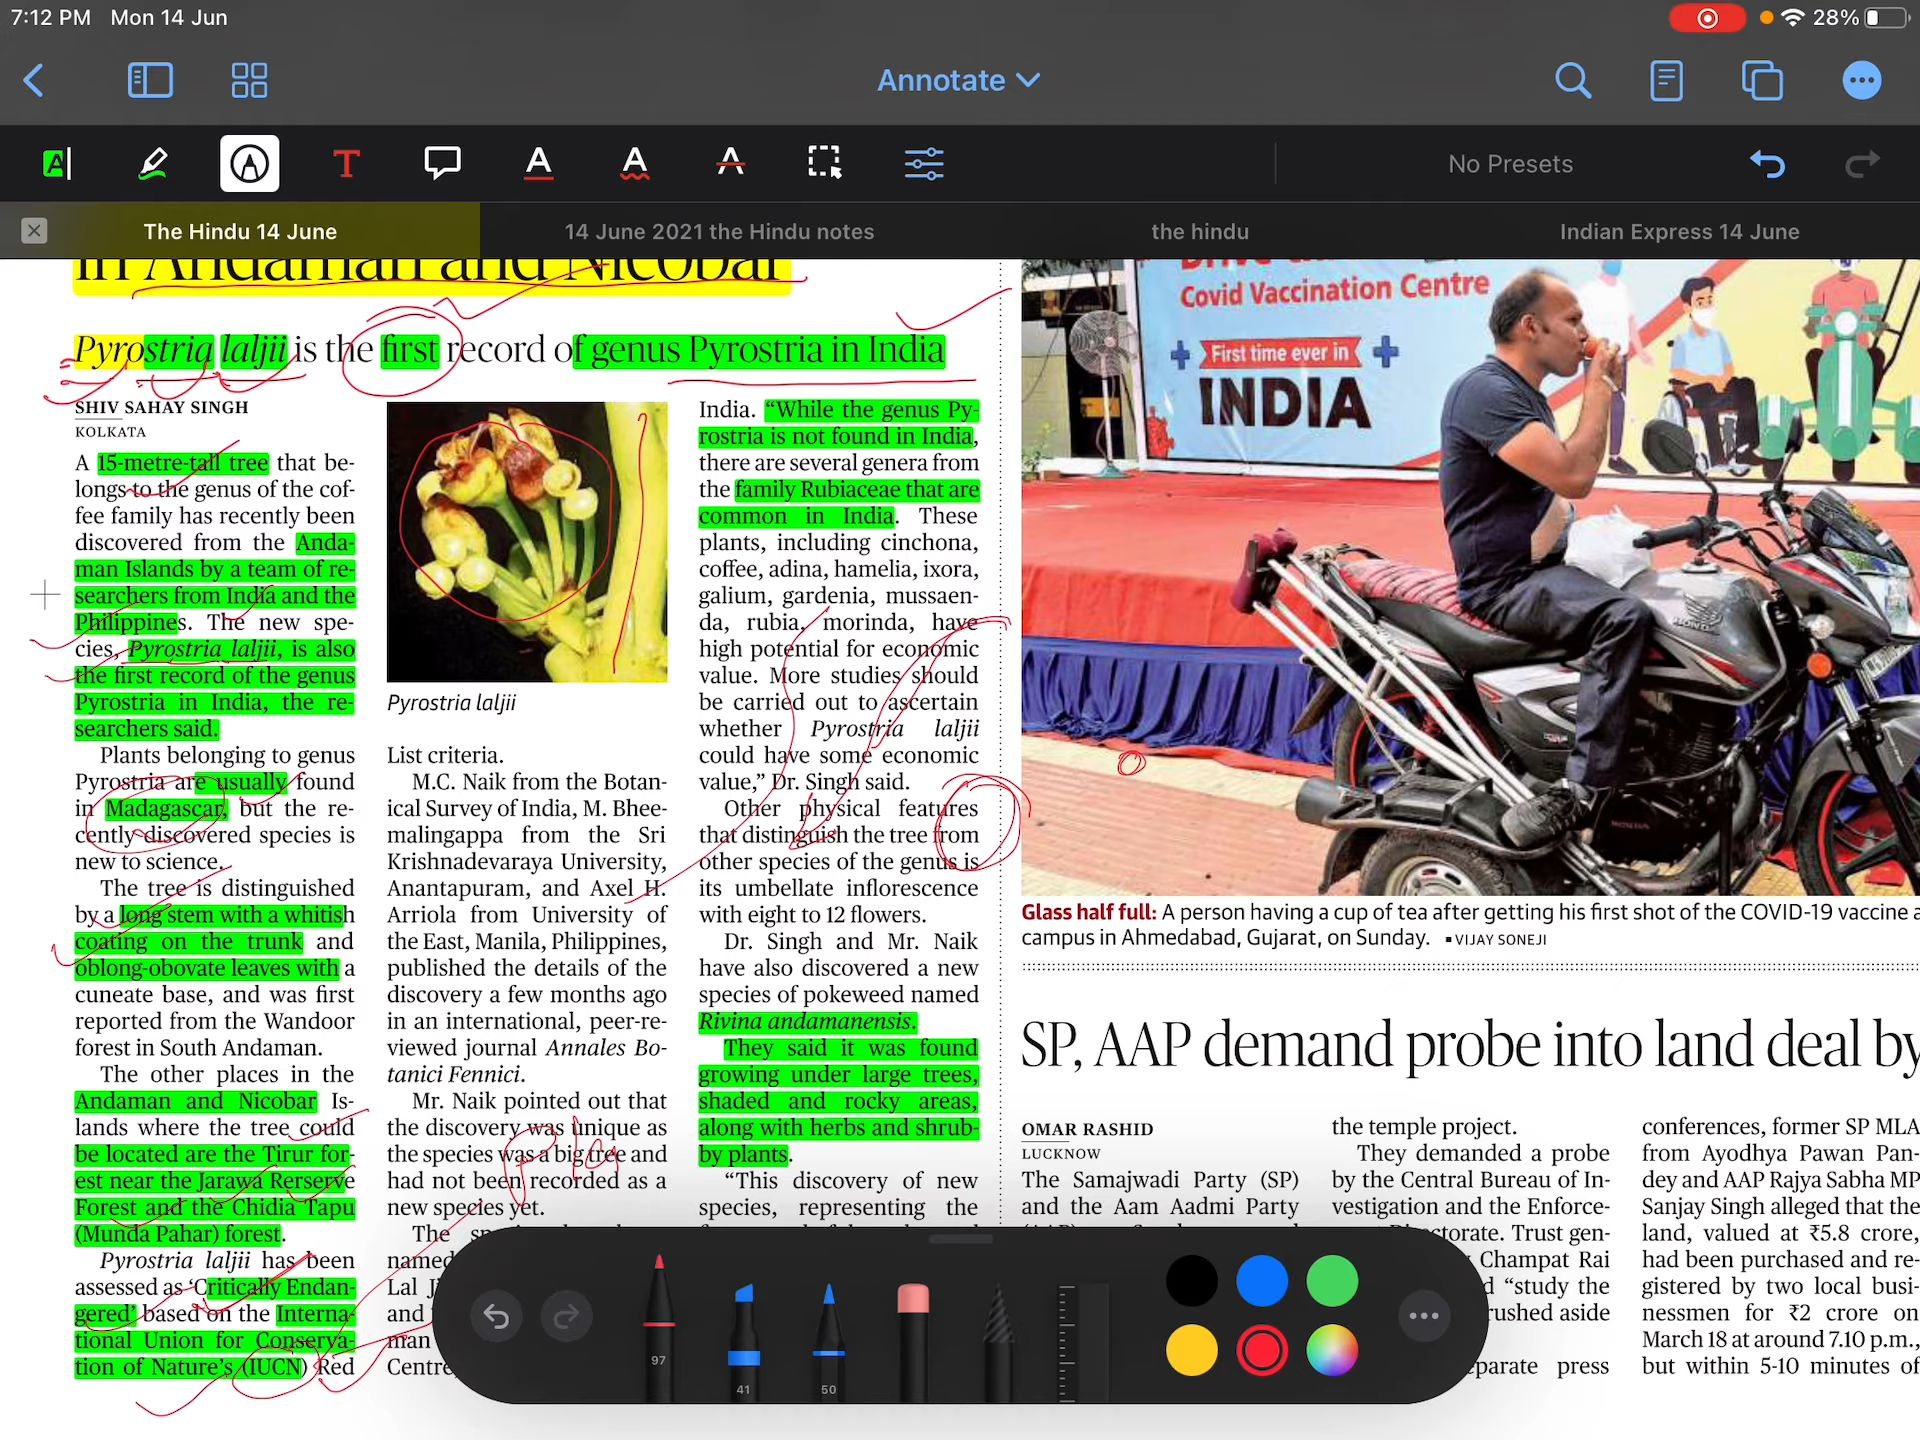 7:12 PM Mon 14 Jun
28%
Annotate
No Presets
The Hindu 14 June
14 June 2021 the Hindu notes
the hindu
Indian Express 14 June
in Andaman and Nicobar
Pyrostria laljii is the first record of genus Pyrostria in India
SHIV SAHAY SINGH
KOLKATA
A 15-metre-tall tree that be-
longs to the genus of the cof-
fee family has recently been
discovered from the Anda-
man Islands by a team of re-
searchers from India and the
Philippines. The new spe-
cies, Pyrostria laljii, is also
the first record of the genus
Pyrostria in India, the re-
searchers said.
Plants belonging to genus
Pyrostria are usually found
in Madagascar, but the re-
cently discovered species is
new to science.
The tree is distinguished
by a long stem with a whitish
coating on the trunk and
oblong-obovate leaves with a
cuneate base, and was first
reported from the Wandoor
forest in South Andaman.
The other places in the
Andaman and Nicobar Is-
lands where the tree could
be located are the Tirur for-
est near the Jarawa Rerserve
Forest and the Chidia Tapu
(Munda Pahar) forest.
Pyrostria laljii has been
assessed as 'Critically Endan-
gered' based on the Interna-
tional Union for Conserva-
tion of Nature's (IUCN) Red
Pyrostria laljii
List criteria.
M.C. Naik from the Botan-
ical Survey of India, M. Bhee-
malingappa from the Sri
Krishnadevaraya University,
Anantapuram, and Axel H.
Arriola from University of
the East, Manila, Philippines,
published the details of the
discovery a few months ago
in an international, peer-re-
viewed journal Annales Bo-
tanici Fennici.
Mr. Naik pointed out that
the discovery was unique as
the species was a big tree and
had not been recorded as a
new species yet.
The
named
Lal J
and
man
Centre,
India. “While the genus Py-
rostria is not found in India,
there are several genera from
the family Rubiaceae that are
common in India. These
plants, including cinchona,
coffee, adina, hamelia, ixora,
galium, gardenia, mussaen-
da, rubia, morinda, have
high potential for economic
value. More studies should
be carried out to ascertain
whether Pyrostria laljii
could have some economic
value,” Dr. Singh said.
Other physical features
that distinguish the tree from
other species of the genus is
its umbellate inflorescence
with eight to 12 flowers.
Dr. Singh and Mr. Naik
have also discovered a new
species of pokeweed named
Rivina andamanensis.
They said it was found
growing under large trees,
shaded and rocky areas,
along with herbs and shrub-
by plants.
“This discovery of new
species, representing the
Covid Vaccination Centre
First time ever in
INDIA
HONDA
Glass half full: A person having a cup of tea after getting his first shot of the COVID-19 vaccine a
campus in Ahmedabad, Gujarat, on Sunday. ▪ VIJAY SONEJI
SP, AAP demand probe into land deal by
OMAR RASHID
LUCKNOW
The Samajwadi Party (SP)
and the Aam Aadmi Party
the temple project.
They demanded a probe
by the Central Bureau of In-
vestigation and the Enforce-
torate. Trust gen-
Champat Rai
“study the
rushed aside
eparate press
conferences, former SP MLA
from Ayodhya Pawan Pan-
dey and AAP Rajya Sabha MP
Sanjay Singh alleged that the
land, valued at ₹5.8 crore,
had been purchased and re-
gistered by two local busi-
nessmen for ₹2 crore on
March 18 at around 7.10 p.m.,
but within 5-10 minutes of
97
41
50